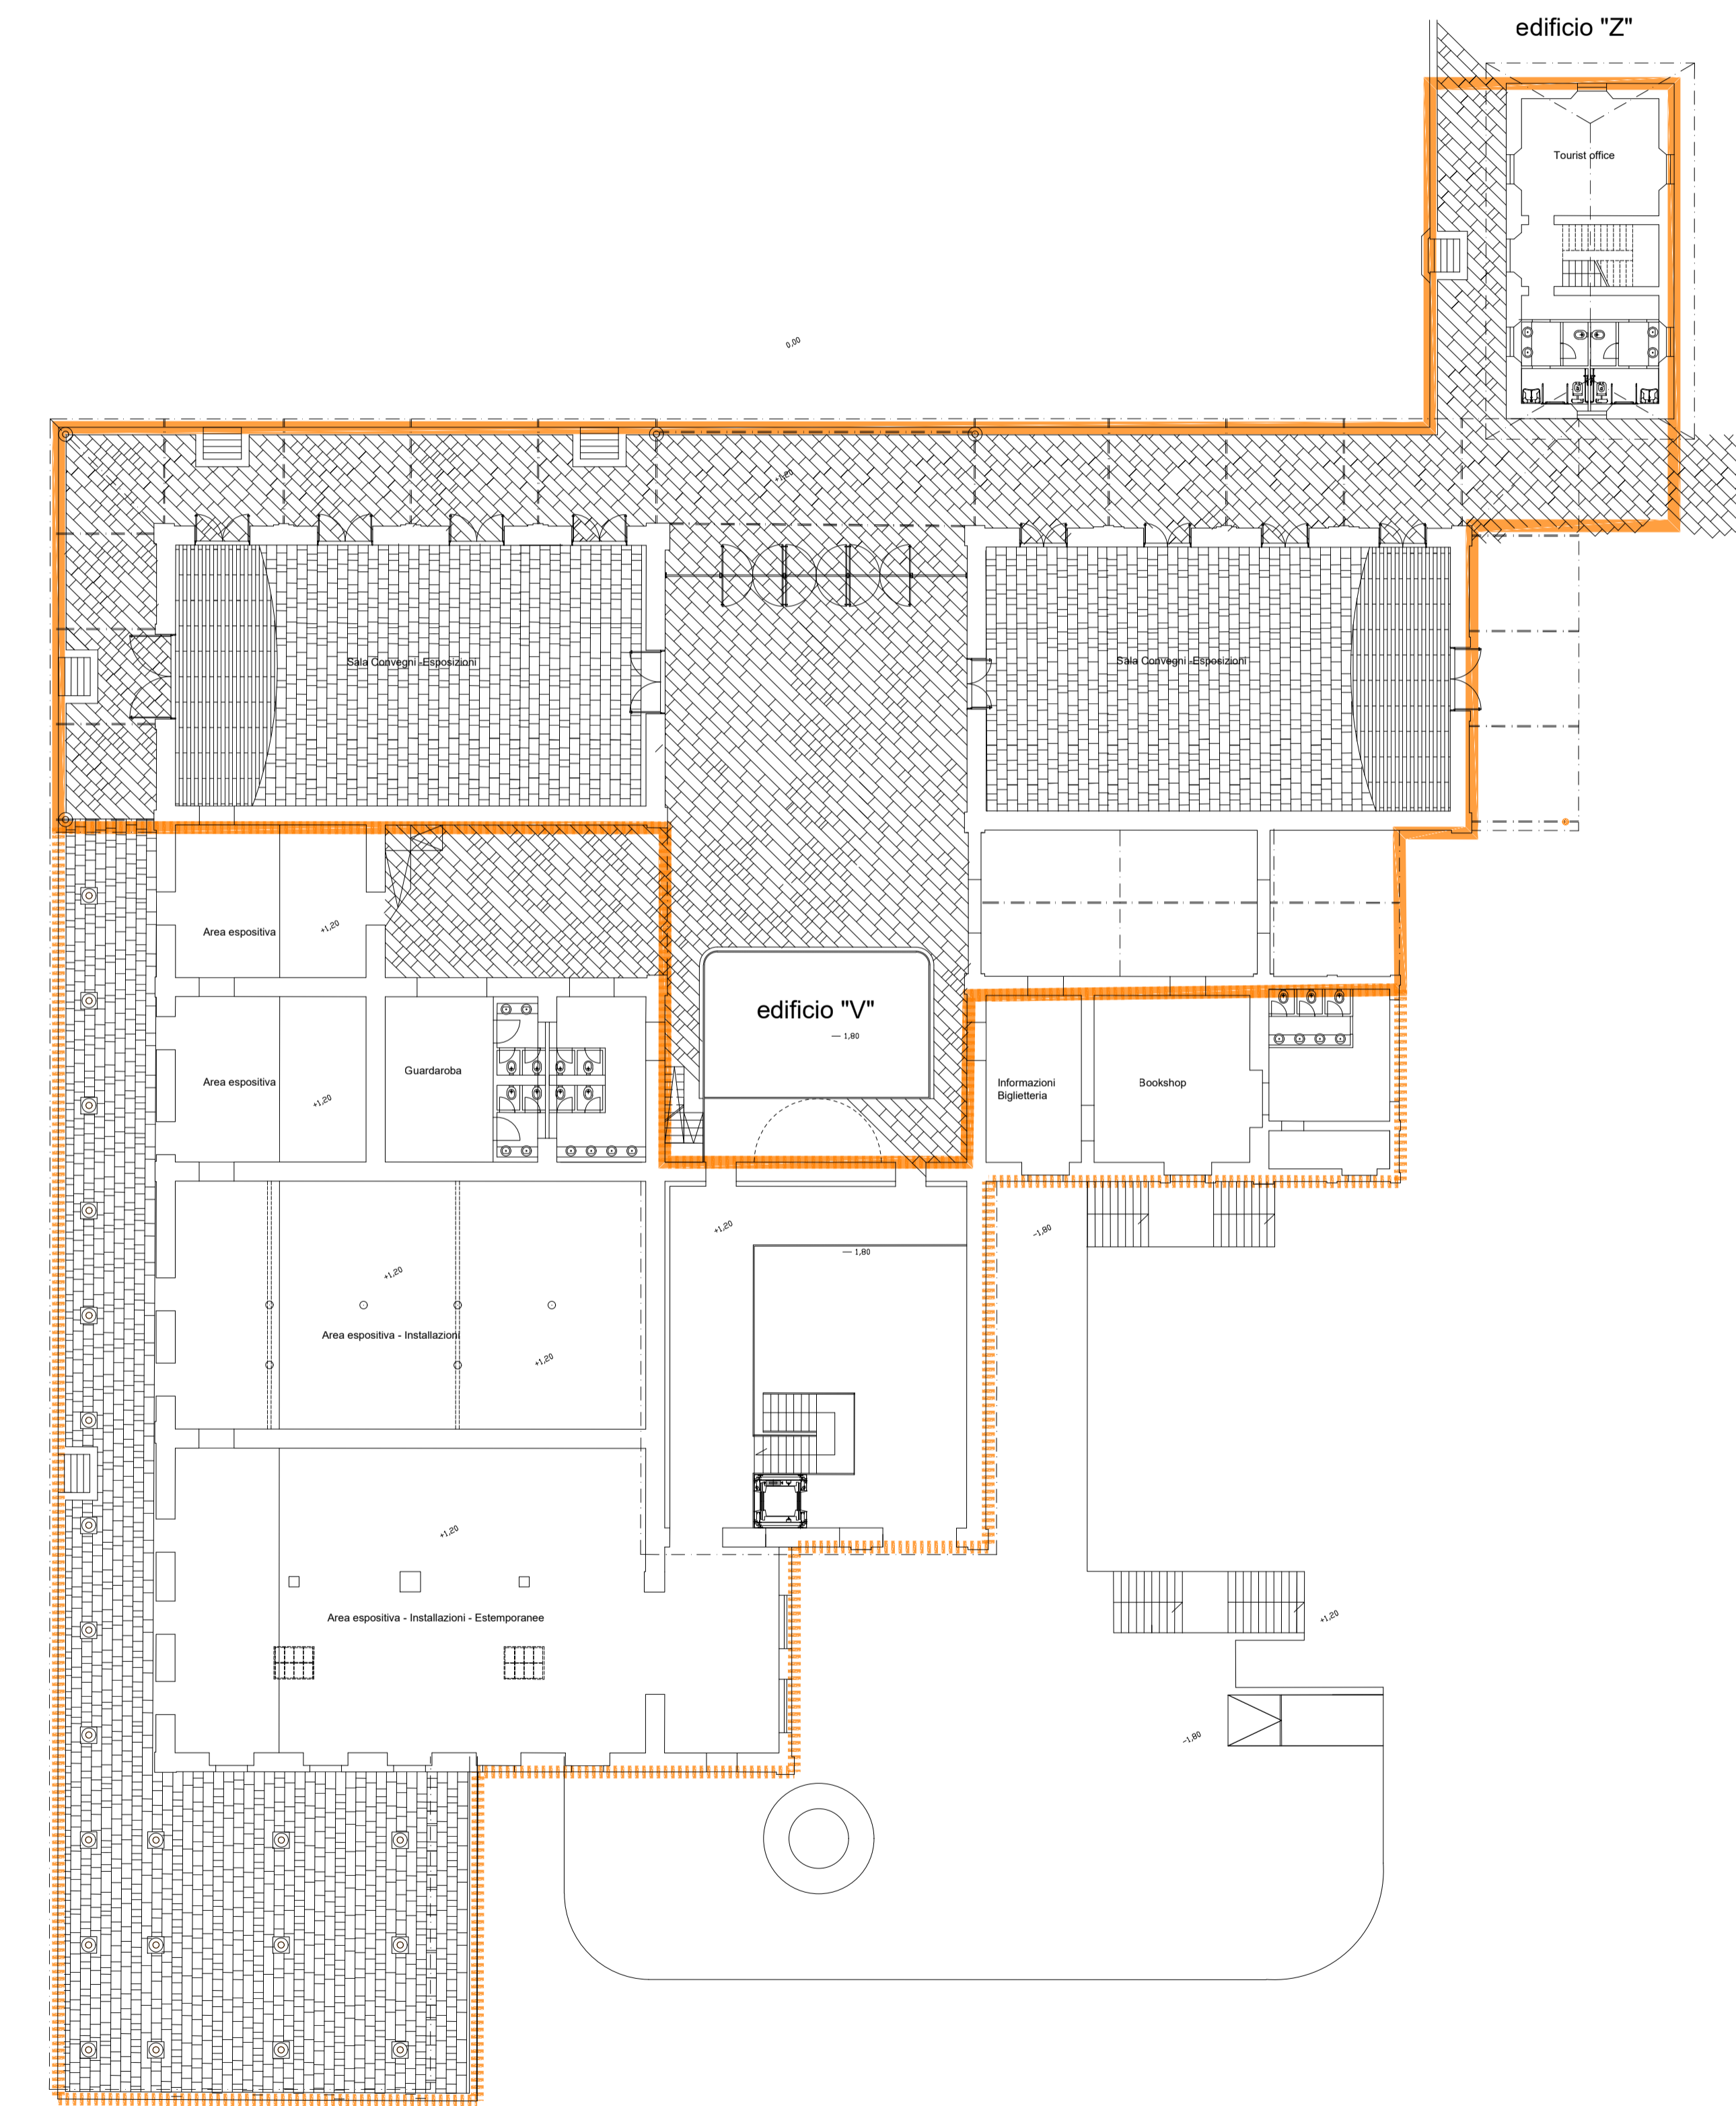 edificio "Z"
Tourist office
0,00
+1,20
Sala Convegni -Esposizioni
Sala Convegni -Esposizioni
Area espositiva
+1,20
edificio "V"
- 1,80
Area espositiva
+1,20
Guardaroba
Informazioni
Biglietteria
Bookshop
+1,20
-1,80
- 1,80
+1,20
Area espositiva - Installazioni
+1,20
+1,20
Area espositiva - Installazioni - Estemporanee
+1,20
-1,80